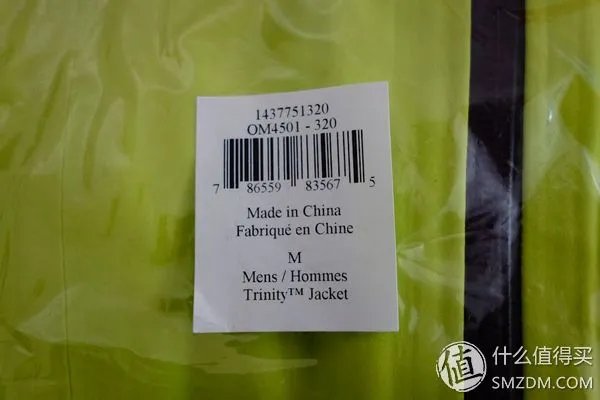 1437751320
OM4501 - 320
7 86559 83567 5
Made in China
Fabriqué en Chine
M
Mens / Hommes
Trinity™ Jacket
值 什么值得买
SMZDM.COM